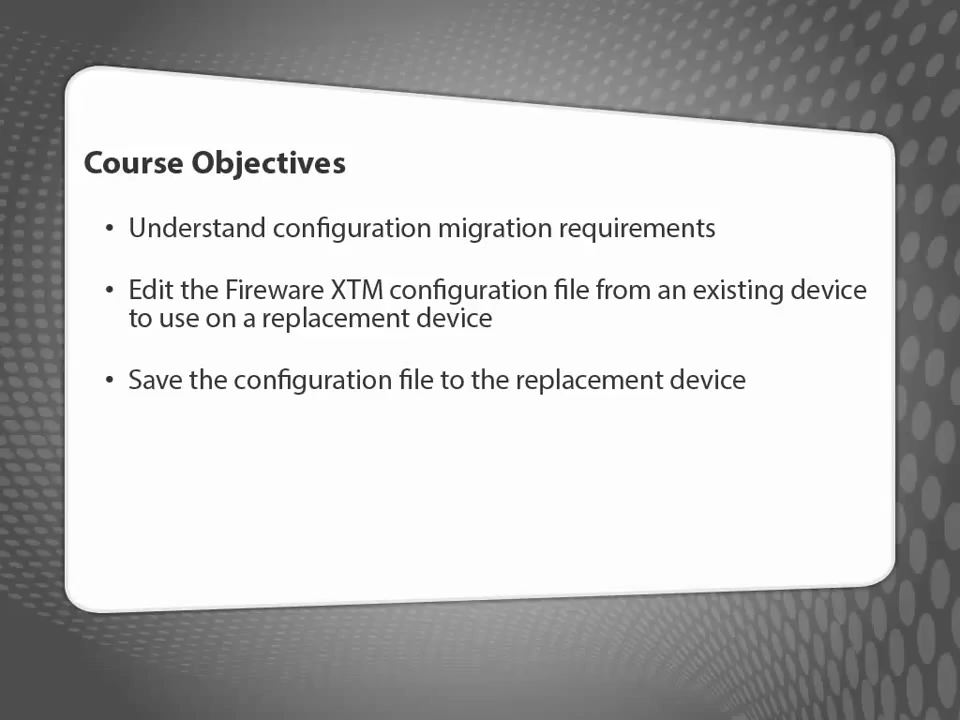 Course Objectives
• Understand configuration migration requirements
• Edit the Fireware XTM configuration file from an existing device
to use on a replacement device
• Save the configuration file to the replacement device